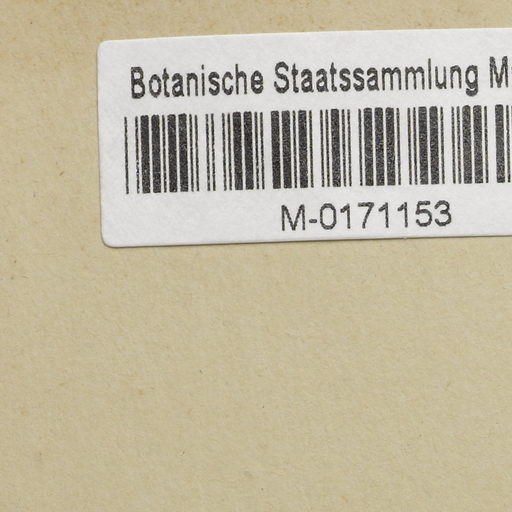 Botanische Staatssammlung M
M-0171153